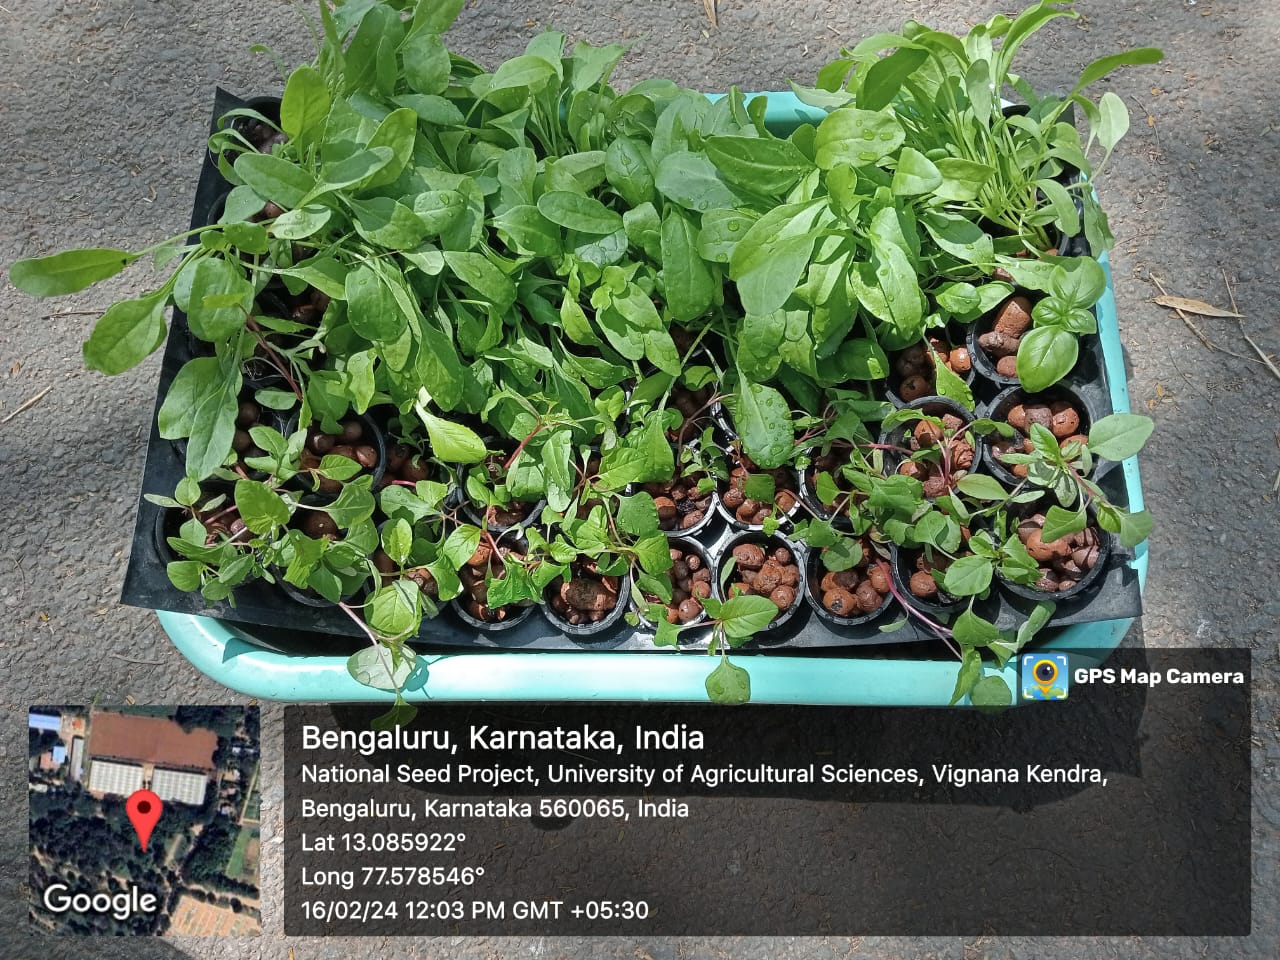 GPS Map Camera
Bengaluru, Karnataka, India
National Seed Project, University of Agricultural Sciences, Vignana Kendra,
Bengaluru, Karnataka 560065, India
Lat 13.085922°
Long 77.578546°
16/02/24 12:03 PM GMT +05:30
Google